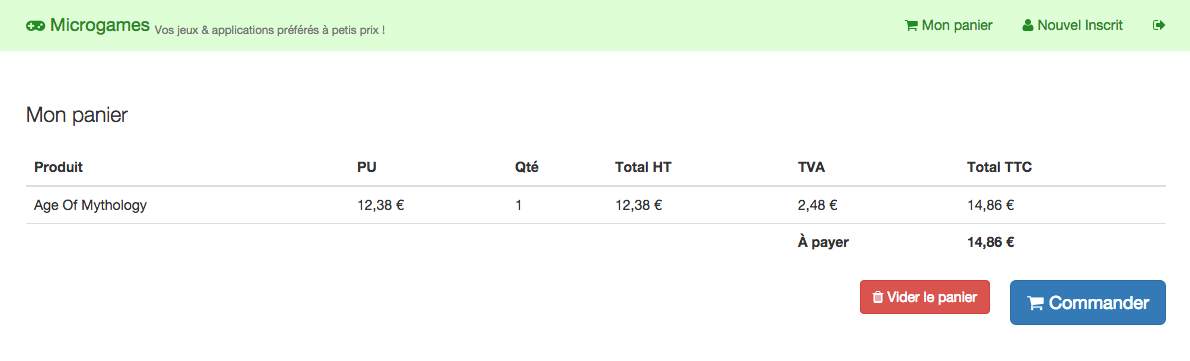 Microgames Vos jeux & applications préférés à petis prix ! Mon panier Nouvel Inscrit
Mon panier
Produit PU Qté Total HT TVA Total TTC
Age Of Mythology 12,38 € 1 12,38 € 2,48 € 14,86 €
À payer 14,86 €
Vider le panier Commander